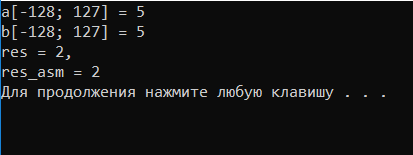 a[-128; 127] = 5
b[-128; 127] = 5
res = 2,
res_asm = 2
Для продолжения нажмите любую клавишу . . .